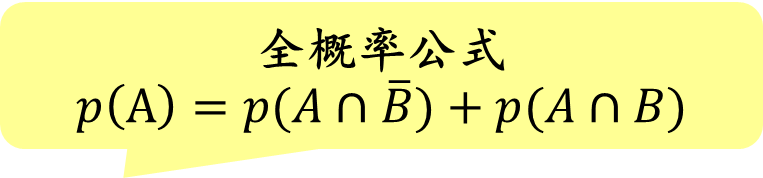 全概率公式
p(A) = p(A ∩ B̅) + p(A ∩ B)